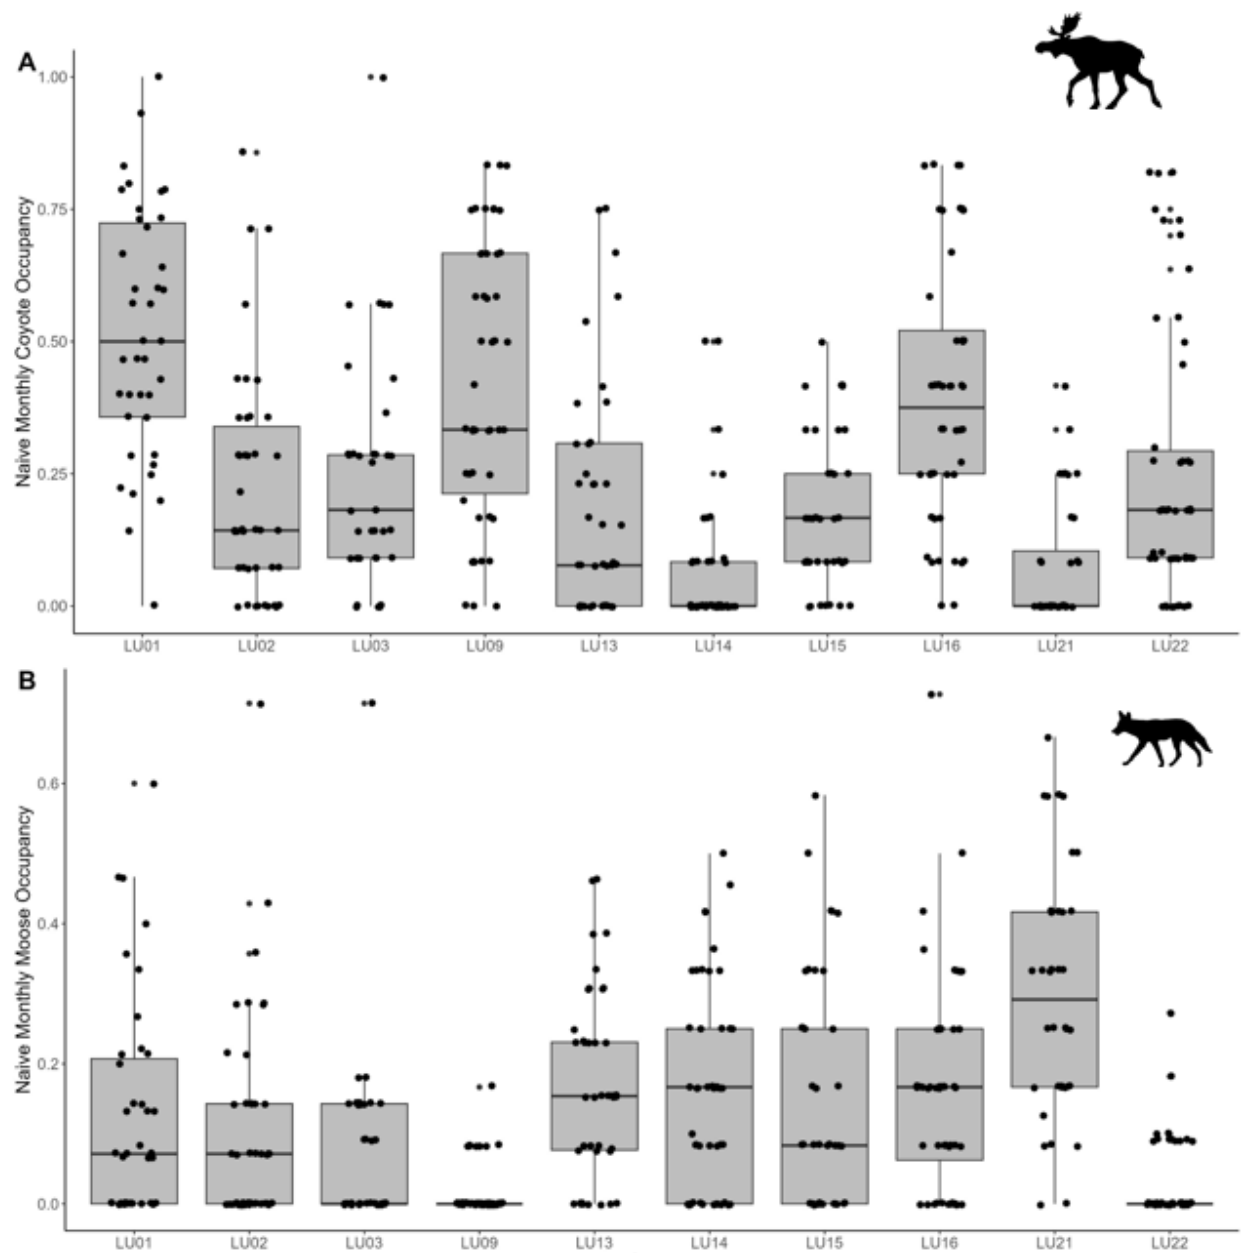 A
Naive Monthly Coyote Occupancy
1.00
0.75
0.50
0.25
0.00
LU01 LU02 LU03 LU09 LU13 LU14 LU15 LU16 LU21 LU22
B
Naive Monthly Moose Occupancy
0.6
0.4
0.2
0.0
LU01 LU02 LU03 LU09 LU13 LU14 LU15 LU16 LU21 LU22